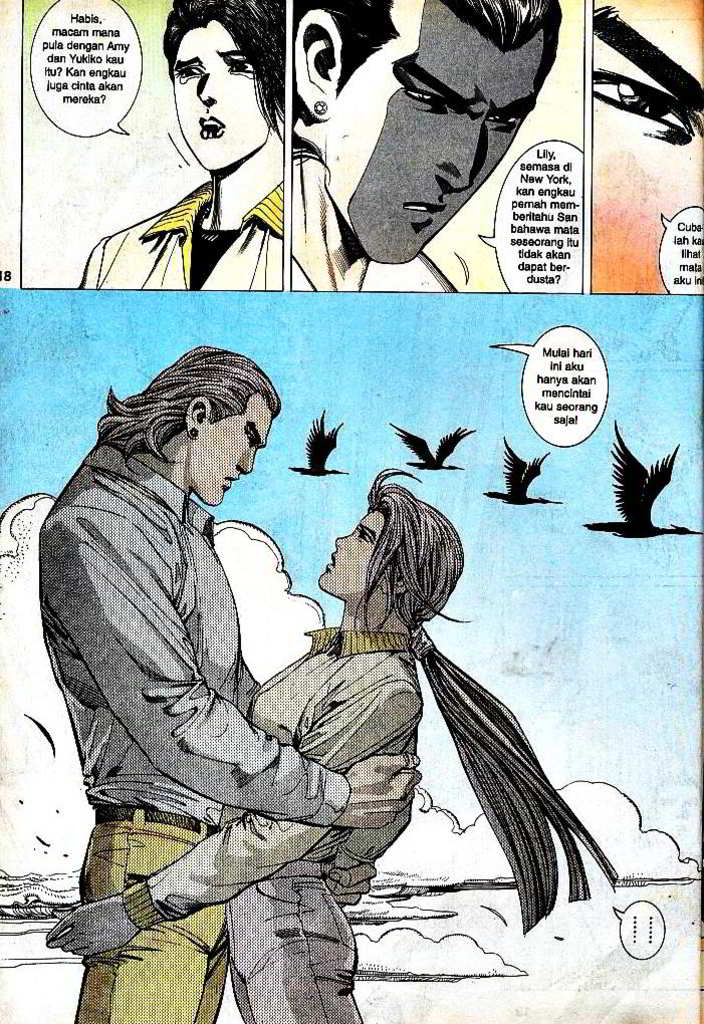 Habis,
macam mana
pula dengan Amy
dan Yukiko kau
itu? Kan engkau
juga cinta akan
mereka?
Lily,
semasa di
New York,
kan engkau
pernah mem-
beritahu San
bahawa mata
seseorang itu
tidak akan
dapat ber-
dusta?
Cuba-
lah kau
lihat
mata
aku ini
18
Mulai hari
ini aku
hanya akan
mencintai
kau seorang
saja!
......